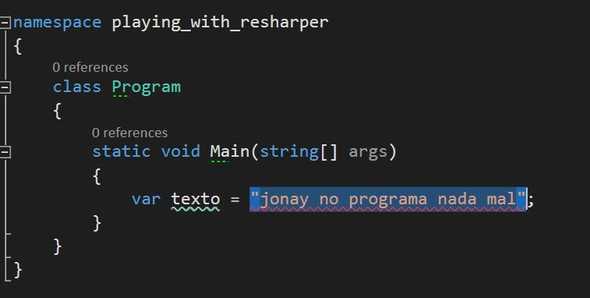 namespace playing_with_resharper
{
0 references
class Program
{
0 references
static void Main(string[] args)
{
var texto = "jonay no programa nada mal";
}
}
}